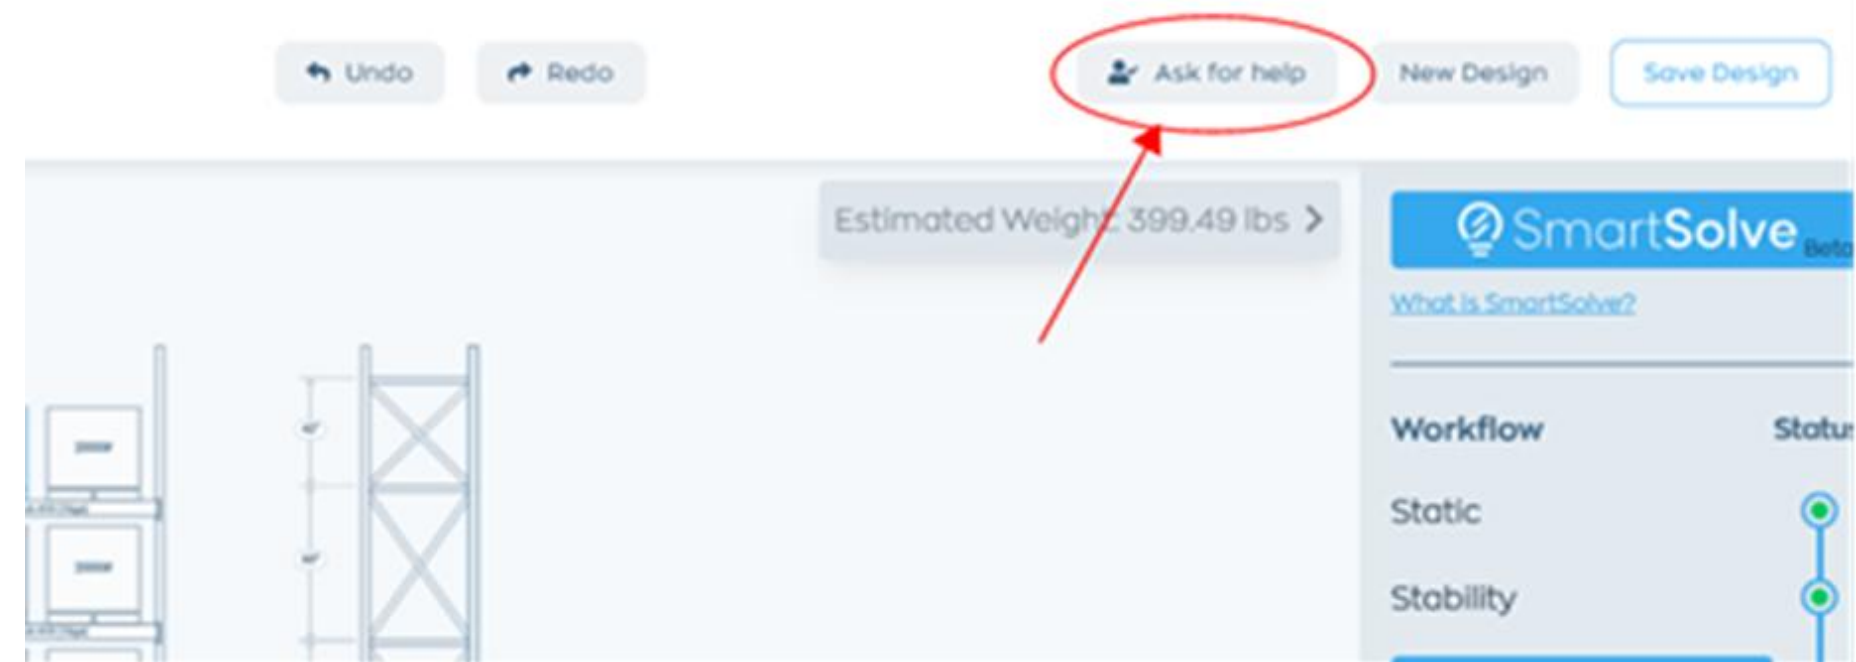 Undo
Redo
Ask for help
New Design
Save Design
Estimated Weight: 399.49 lbs
SmartSolve Beta
What is SmartSolve?
Workflow
Status
Static
Stability